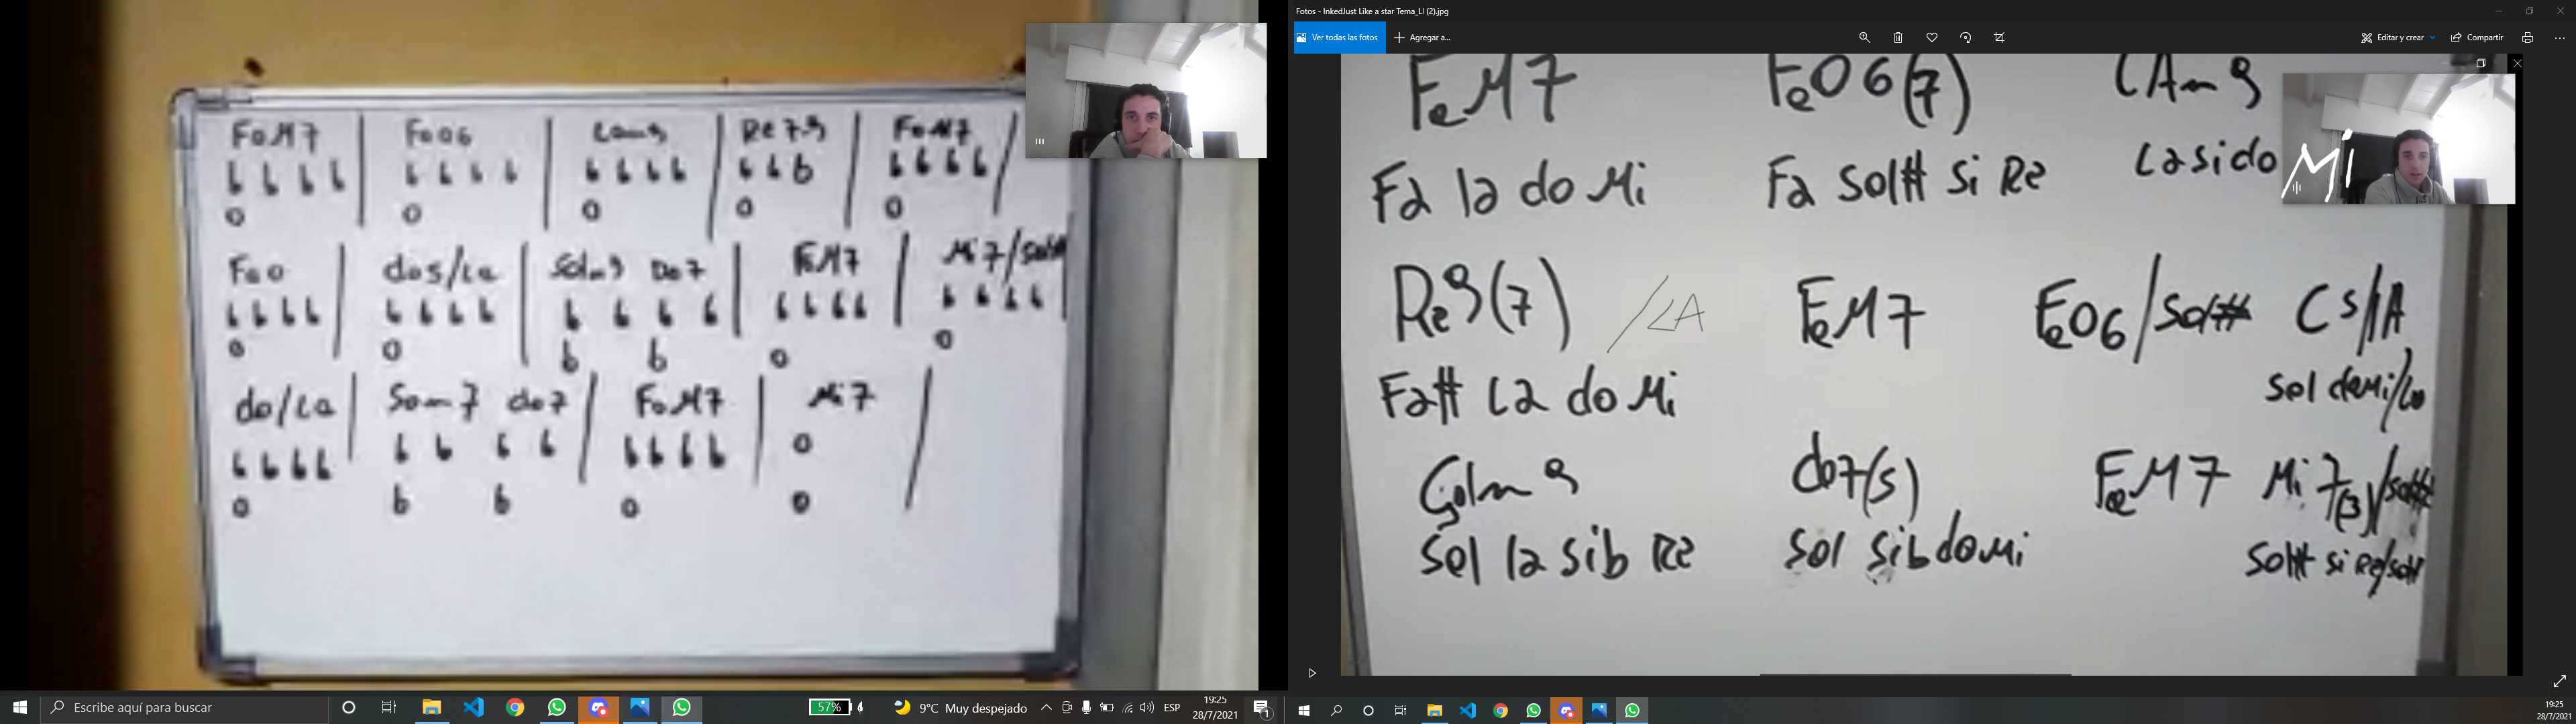 FaM7 Fa06 Lam9 Re7.9 FaM7
b b b b b b b b b b b b b b b b b b b
o o o o o
Fa0 do5/La Solm9 Do7 FaM7 Mi7/Sol#
b b b b b b b b b b b b b b b b b b b b
o o b b o o
do/La Solm7 do7 FaM7 Mi7
b b b b b b b b b b b b o
o b b o o
Escribe aquí para buscar
57%
9°C Muy despejado
ESP
19:25
28/7/2021
1
Fotos - InkedJust Like a star Tema_LI (2).jpg
Ver todas las fotos
Agregar a...
Editar y crear
Compartir
FaM7 Fa06(7) LAm9
Fa la do Mi Fa Sol# Si Re La si do Mi
Re9(7) /LA FaM7 Fa06/Sol# C5/lA
Fa# La do Mi Sol do Mi/La
Solm9 do7(5) FaM7 Mi7(3)/Sol#
Sol la sib Re Sol sib do Mi Sol# si Re/Sol#
19:25
28/7/2021